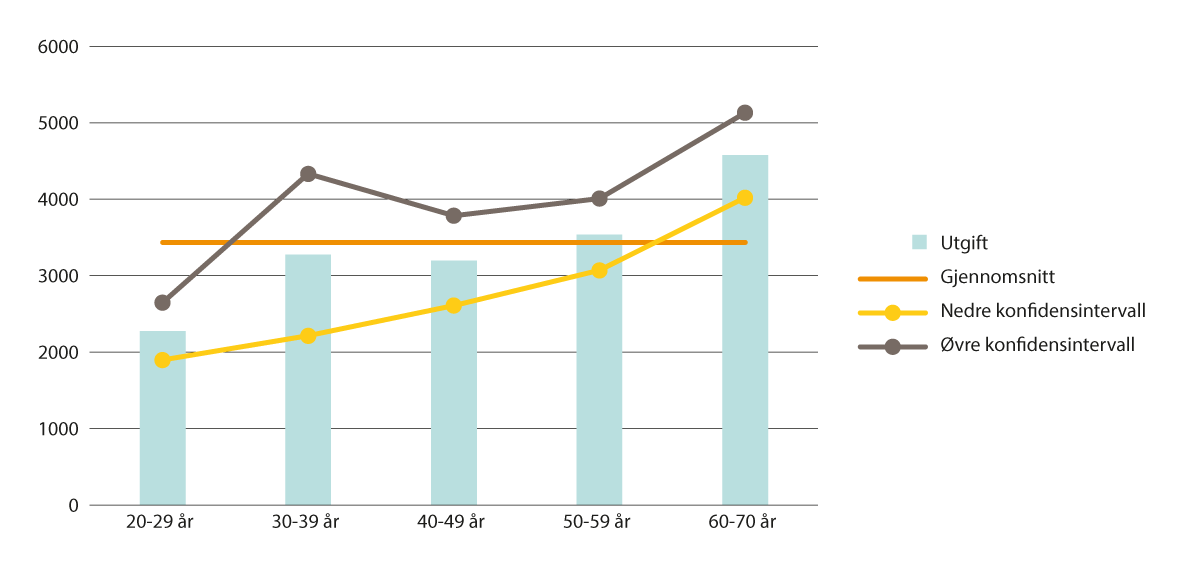 6000
5000
4000
3000
2000
1000
0
20-29 år
30-39 år
40-49 år
50-59 år
60-70 år
Utgift
Gjennomsnitt
Nedre konfidensintervall
Øvre konfidensintervall